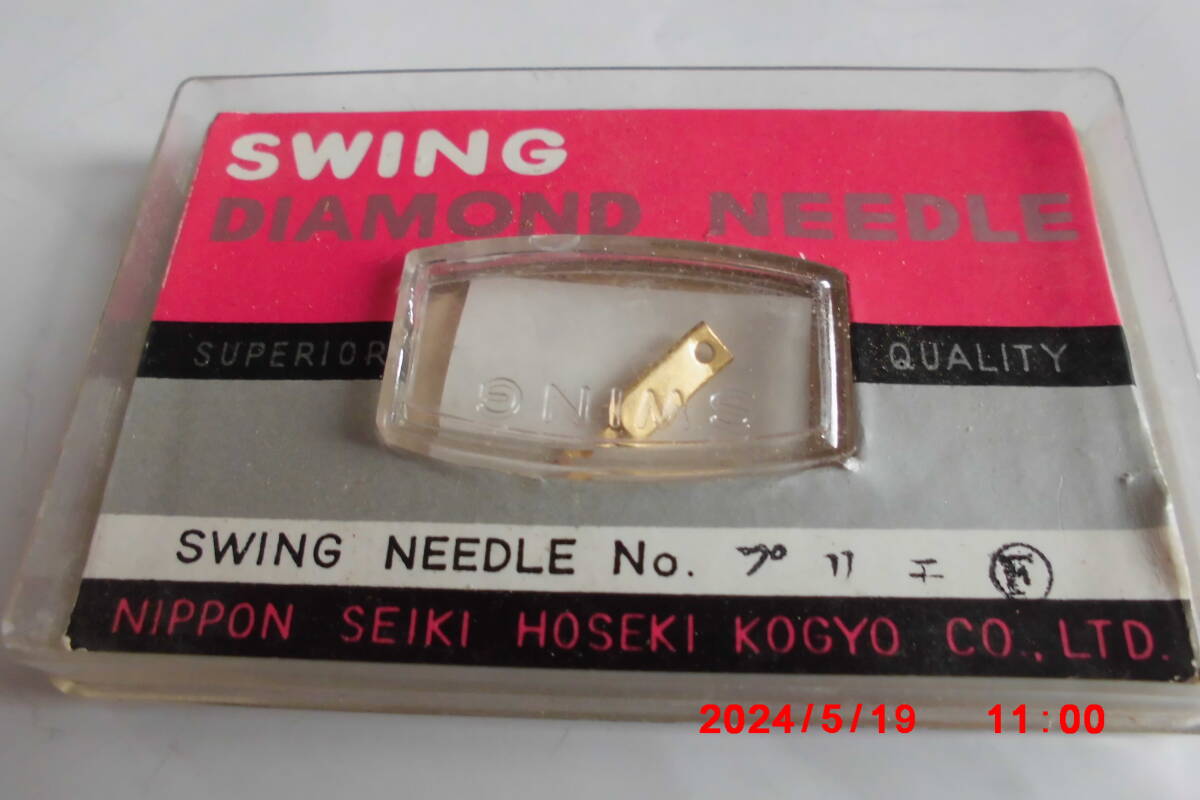 SWING
DIAMOND NEEDLE
SUPERIOR QUALITY
SWING
SWING NEEDLE No. プリモ Ⓕ
NIPPON SEIKI HOSEKI KOGYO CO., LTD.
2024/5/19 11:00